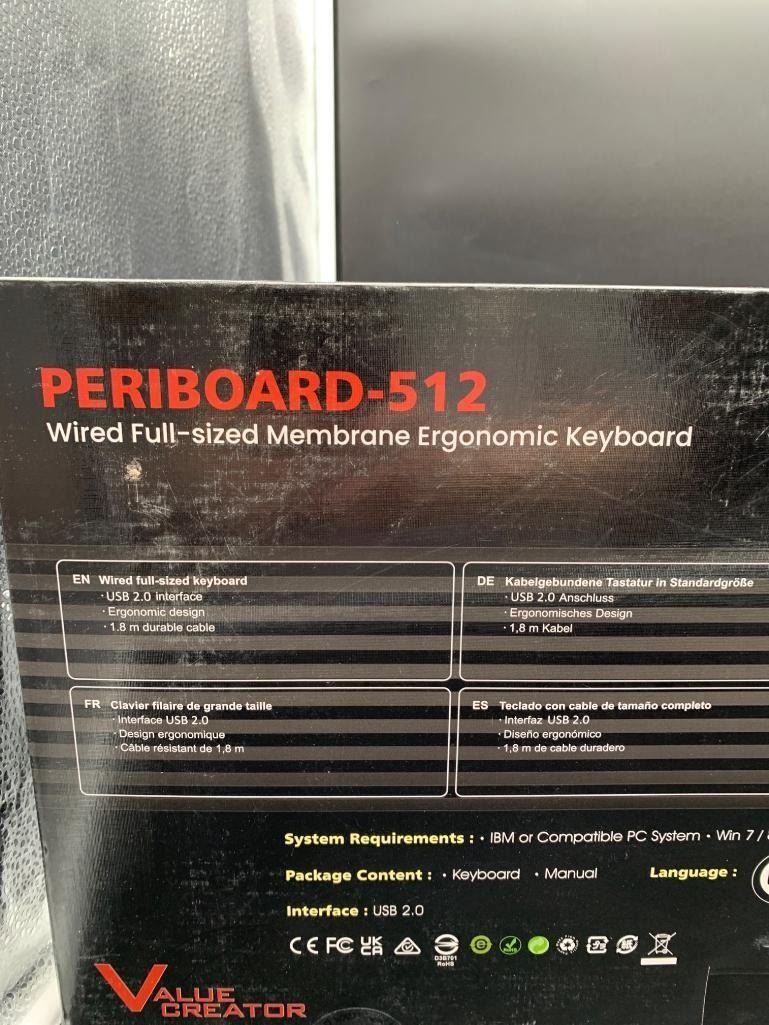 PERIBOARD-512
Wired Full-sized Membrane Ergonomic Keyboard
EN Wired full-sized keyboard
· USB 2.0 interface
· Ergonomic design
· 1.8 m durable cable
DE Kabelgebundene Tastatur in Standardgröße
· USB 2.0 Anschluss
· Ergonomisches Design
· 1,8 m Kabel
FR Clavier filaire de grande taille
· Interface USB 2.0
· Design ergonomique
· Câble résistant de 1,8 m
ES Teclado con cable de tamaño completo
· Interfaz USB 2.0
· Diseño ergonómico
· 1,8 m de cable duradero
System Requirements : · IBM or Compatible PC System · Win 7 /
Package Content : · Keyboard · Manual Language :
Interface : USB 2.0
CE FC UK CA
D3B701
RoHS
VALUE
CREATOR